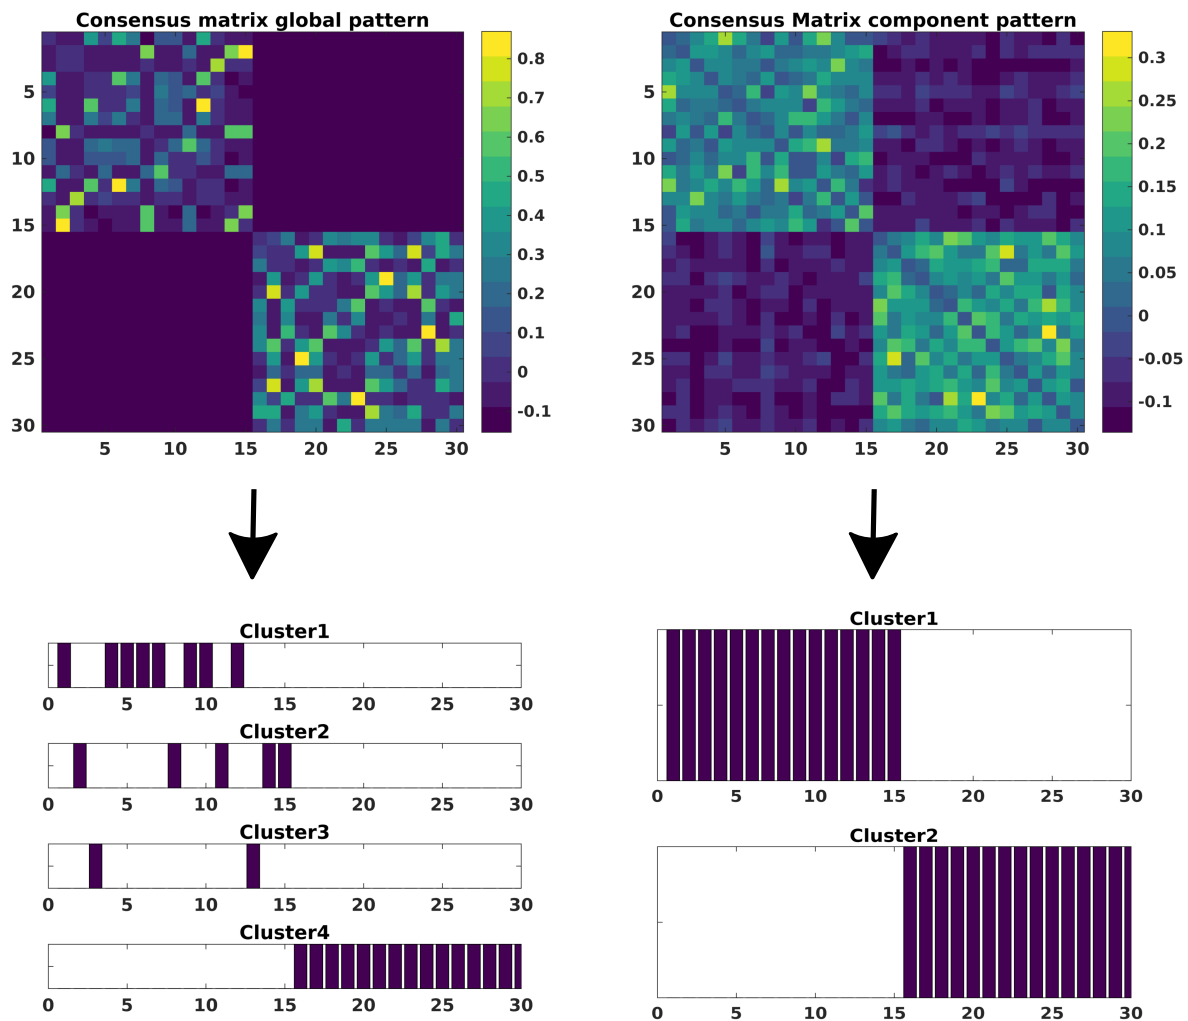 Consensus matrix global pattern
5
10
15
20
25
30
5 10 15 20 25 30
0.8
0.7
0.6
0.5
0.4
0.3
0.2
0.1
0
-0.1
Consensus Matrix component pattern
5
10
15
20
25
30
5 10 15 20 25 30
0.3
0.25
0.2
0.15
0.1
0.05
0
-0.05
-0.1
Cluster1
0 5 10 15 20 25 30
Cluster2
0 5 10 15 20 25 30
Cluster3
0 5 10 15 20 25 30
Cluster4
0 5 10 15 20 25 30
Cluster1
0 5 10 15 20 25 30
Cluster2
0 5 10 15 20 25 30